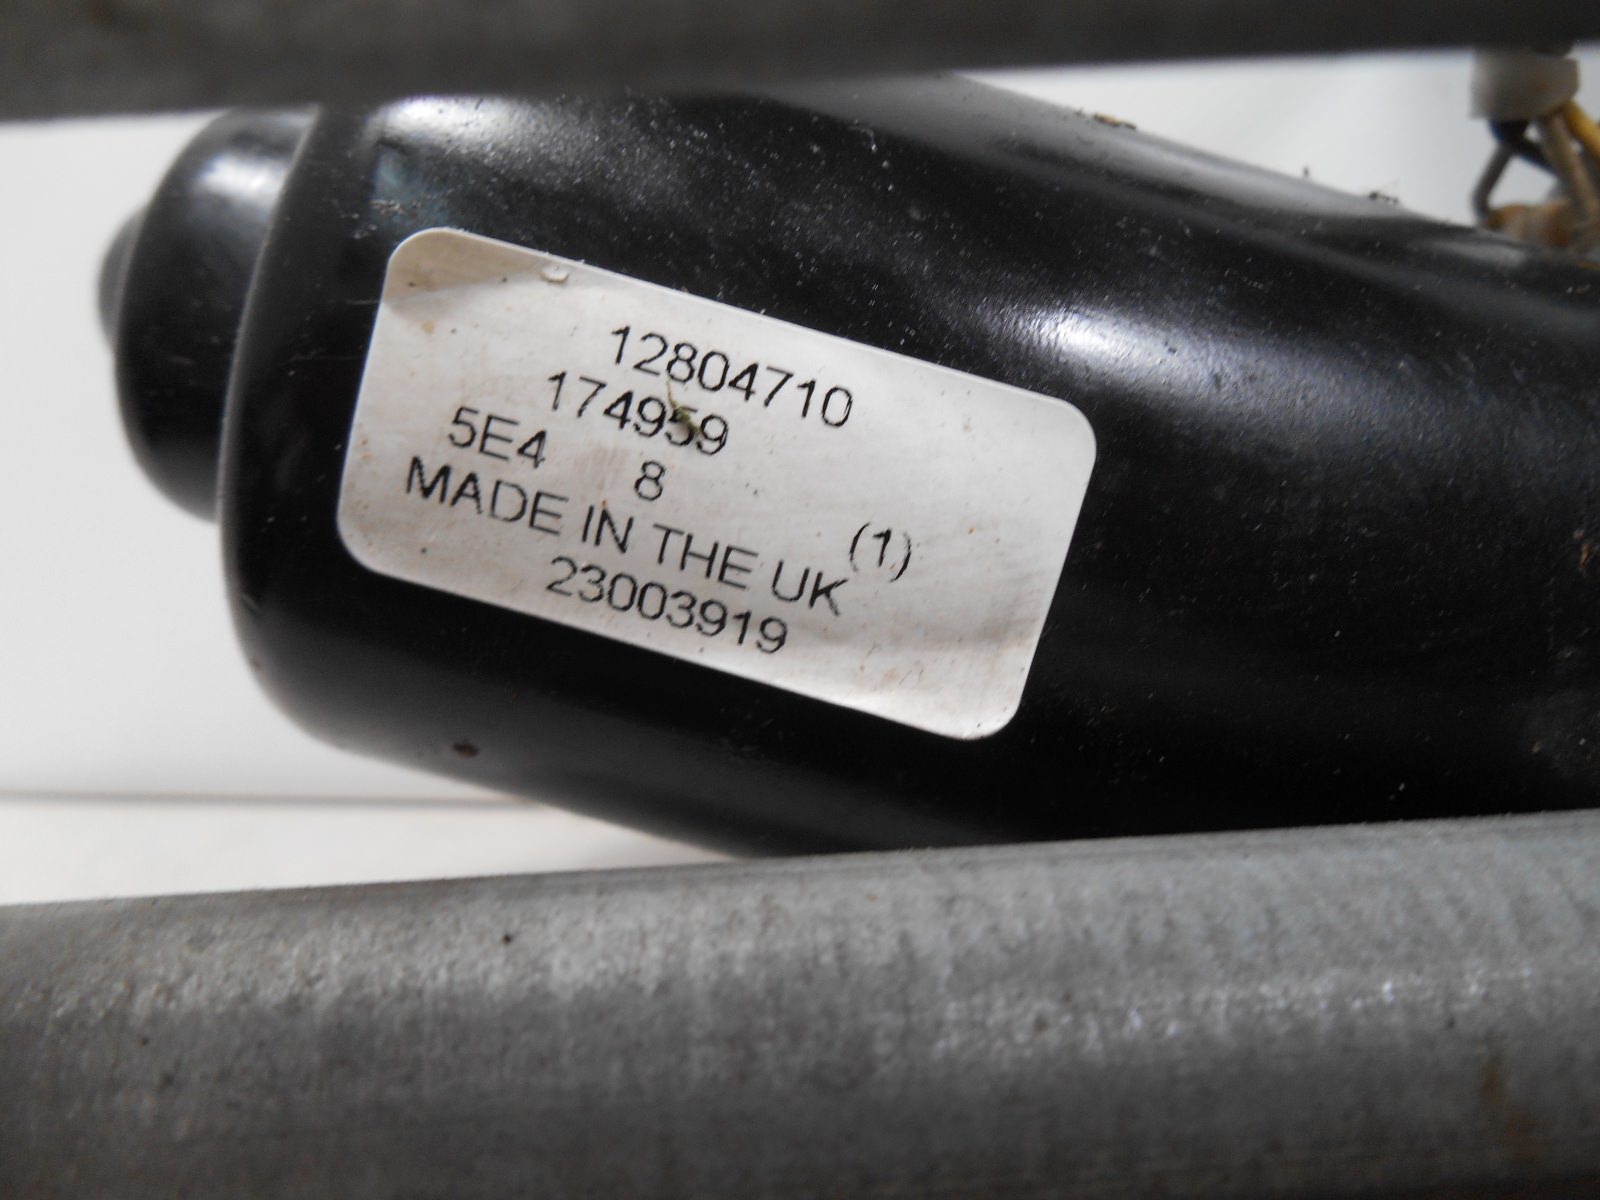 12804710
174959
5E4 8
MADE IN THE UK (1)
23003919